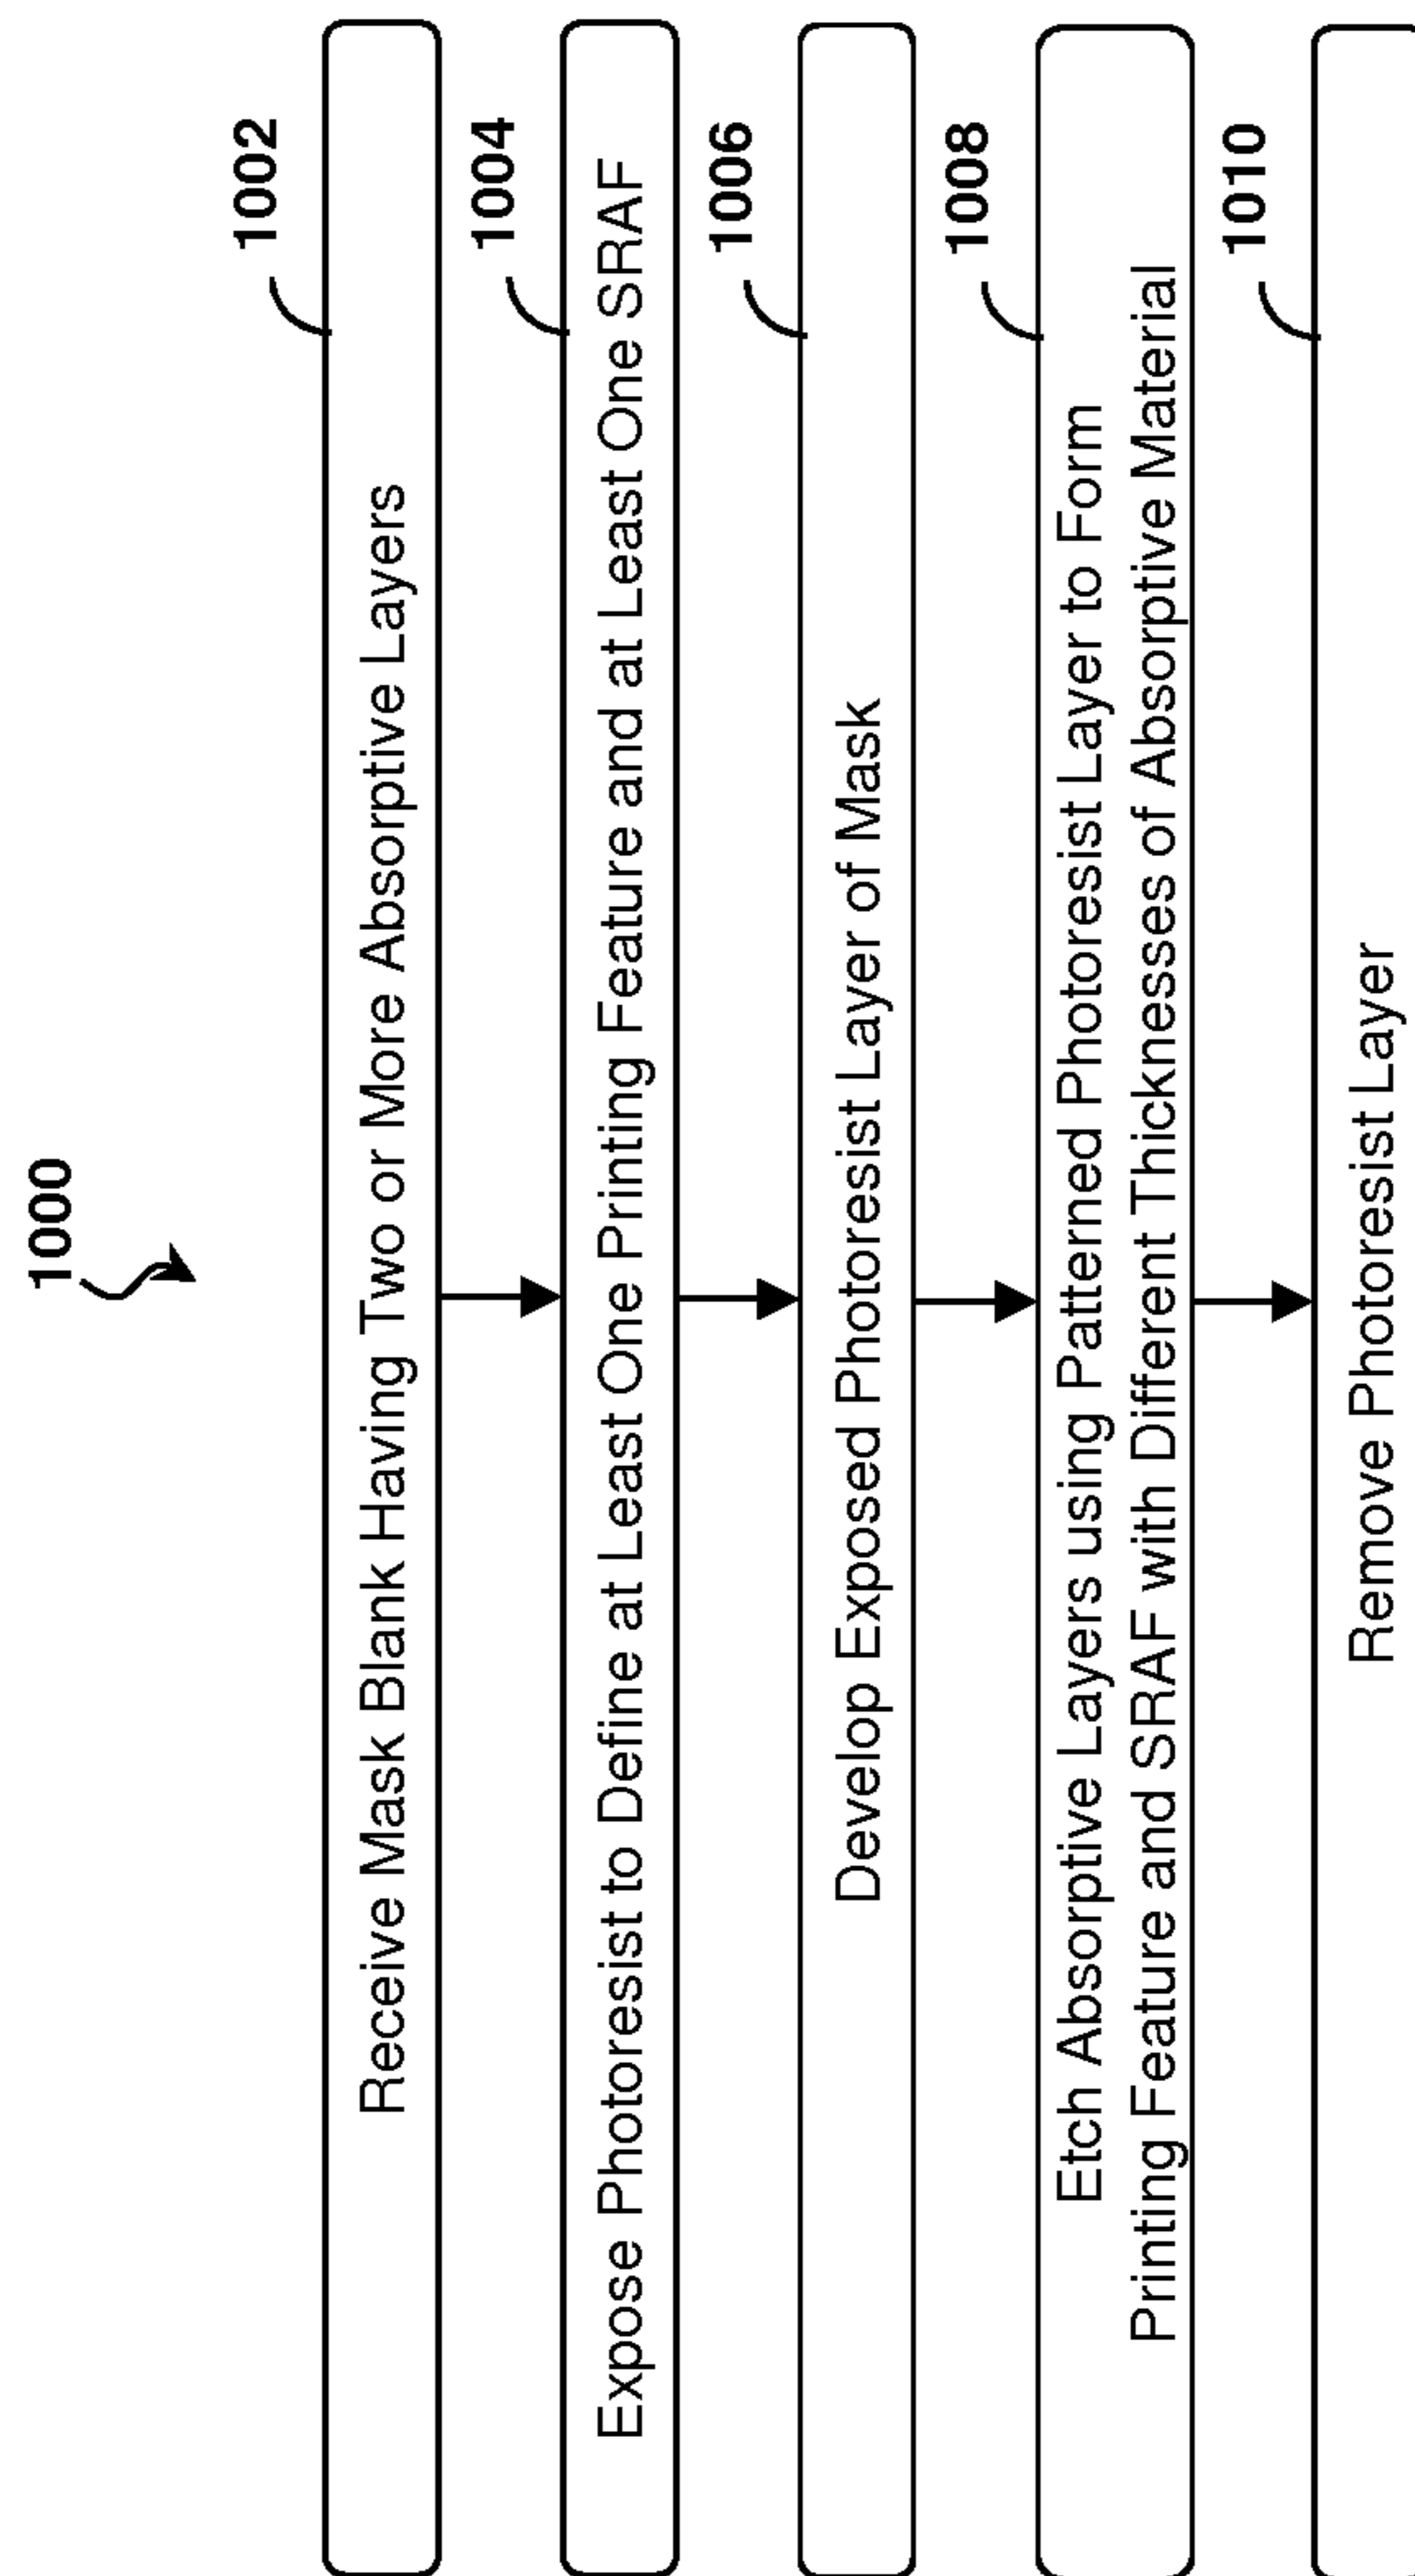 1000
1002
Receive Mask Blank Having Two or More Absorptive Layers
1004
Expose Photoresist to Define at Least One Printing Feature and at Least One SRAF
1006
Develop Exposed Photoresist Layer of Mask
1008
Etch Absorptive Layers using Patterned Photoresist Layer to Form
Printing Feature and SRAF with Different Thicknesses of Absorptive Material
1010
Remove Photoresist Layer